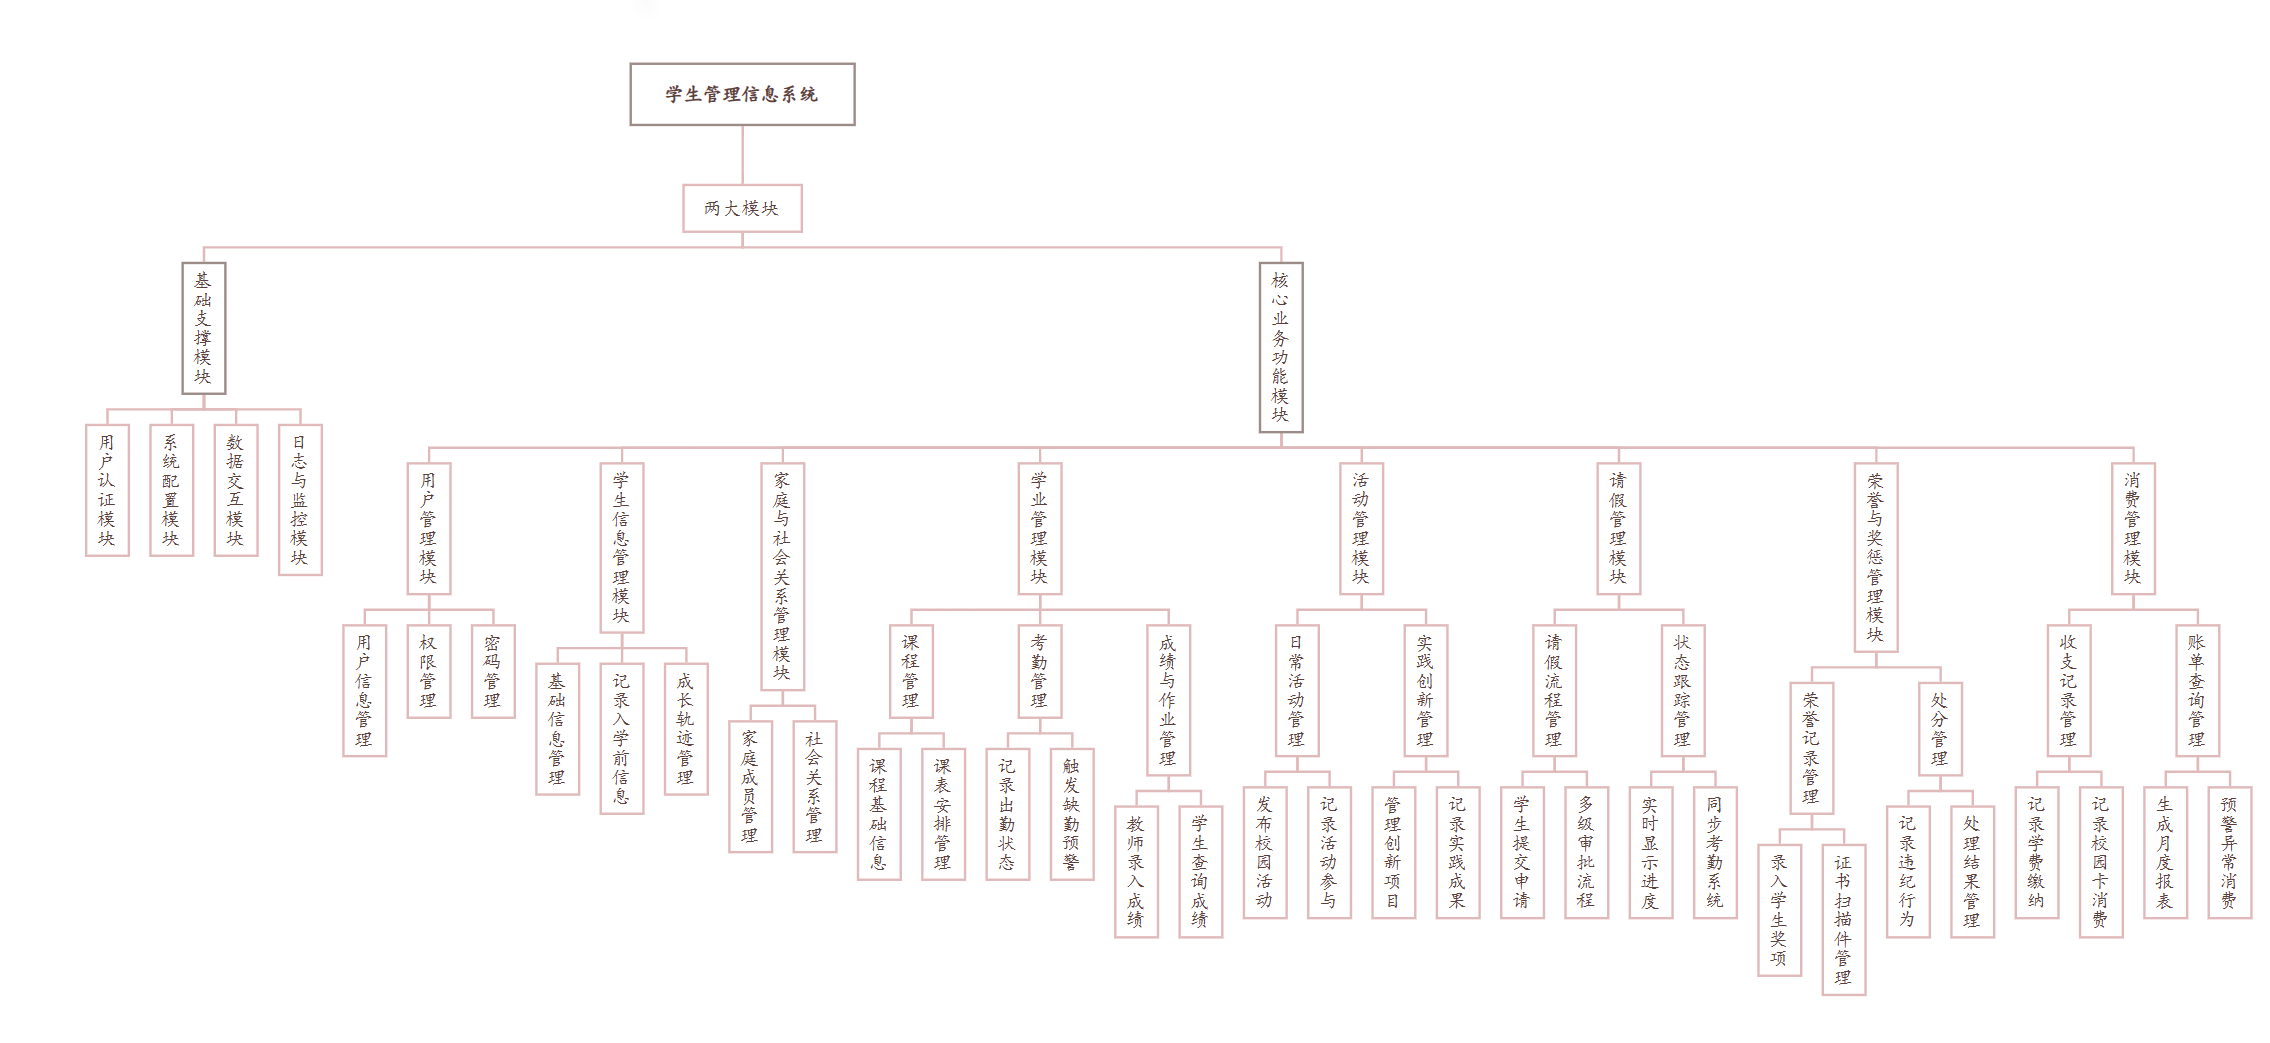 学生管理信息系统
两大模块
基础支撑模块
核心业务功能模块
用户认证模块
系统配置模块
数据交互模块
日志与监控模块
用户管理模块
学生信息管理模块
家庭与社会关系管理模块
学业管理模块
活动管理模块
请假管理模块
荣誉与奖惩管理模块
消费管理模块
用户信息管理
权限管理
密码管理
基础信息管理
记录入学前信息
成长轨迹管理
家庭成员管理
社会关系管理
课程管理
考勤管理
成绩与作业管理
日常活动管理
实践创新管理
请假流程管理
状态跟踪管理
荣誉记录管理
处分管理
收支记录管理
账单查询管理
课程基础信息
课表安排管理
记录出勤状态
触发缺勤预警
教师录入成绩
学生查询成绩
发布校园活动
记录活动参与
管理创新项目
记录实践成果
学生提交申请
多级审批流程
实时显示进度
同步考勤系统
录入学生奖项
证书扫描件管理
记录违纪行为
处理结果管理
记录学费缴纳
记录校园卡消费
生成月度报表
预警异常消费